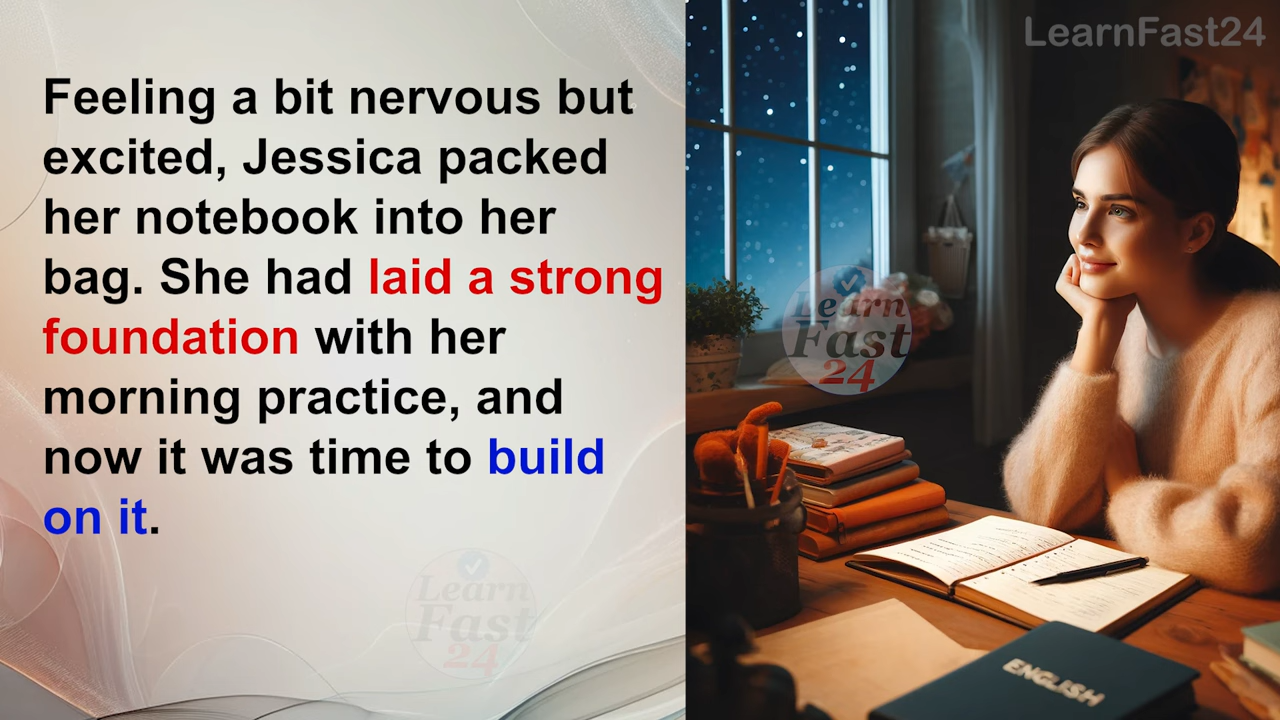 LearnFast24
Feeling a bit nervous but
excited, Jessica packed
her notebook into her
bag. She had laid a strong
foundation with her
morning practice, and
now it was time to build
on it.
Learn
Fast
24
Learn
Fast
24
ENGLISH